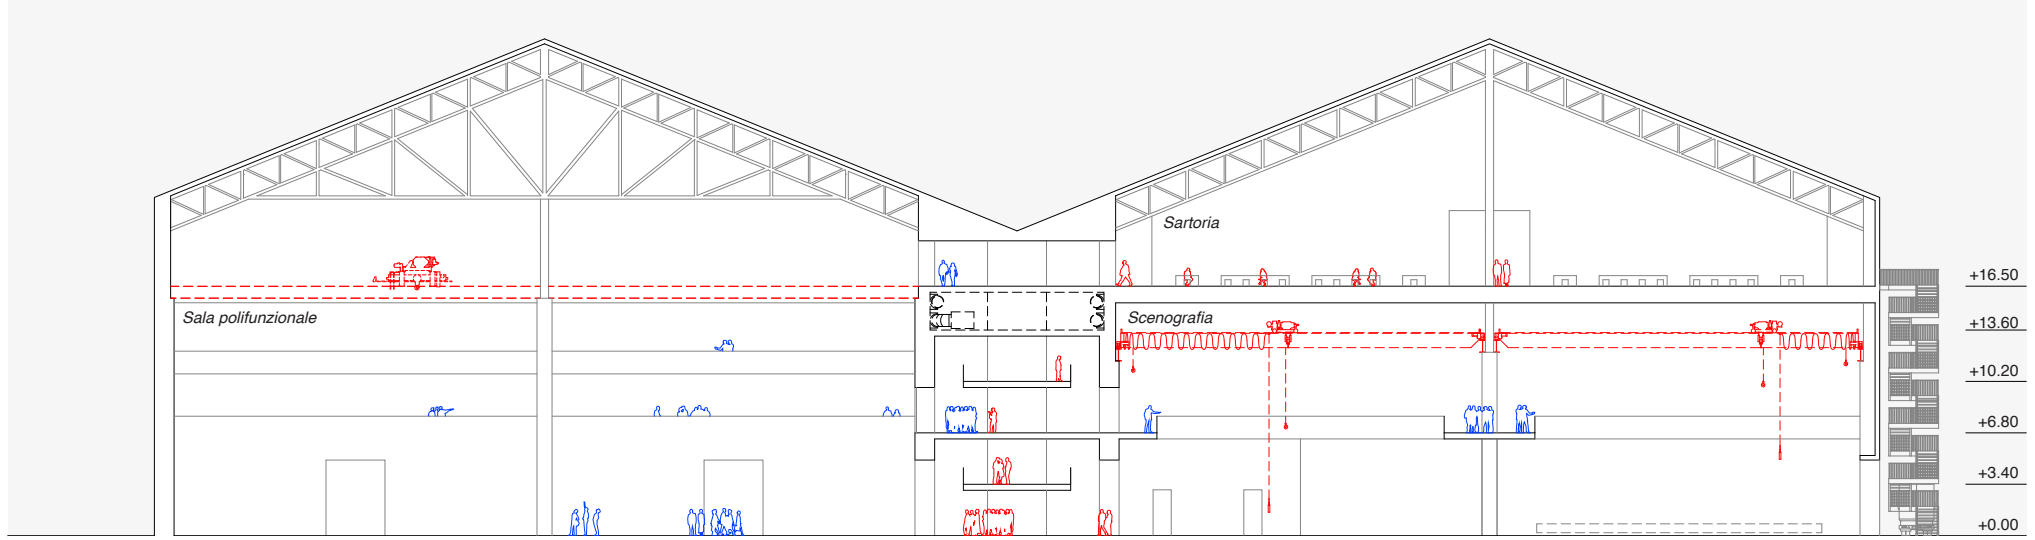 Sartoria
+16.50
Sala polifunzionale
Scenografia
+13.60
+10.20
+6.80
+3.40
+0.00